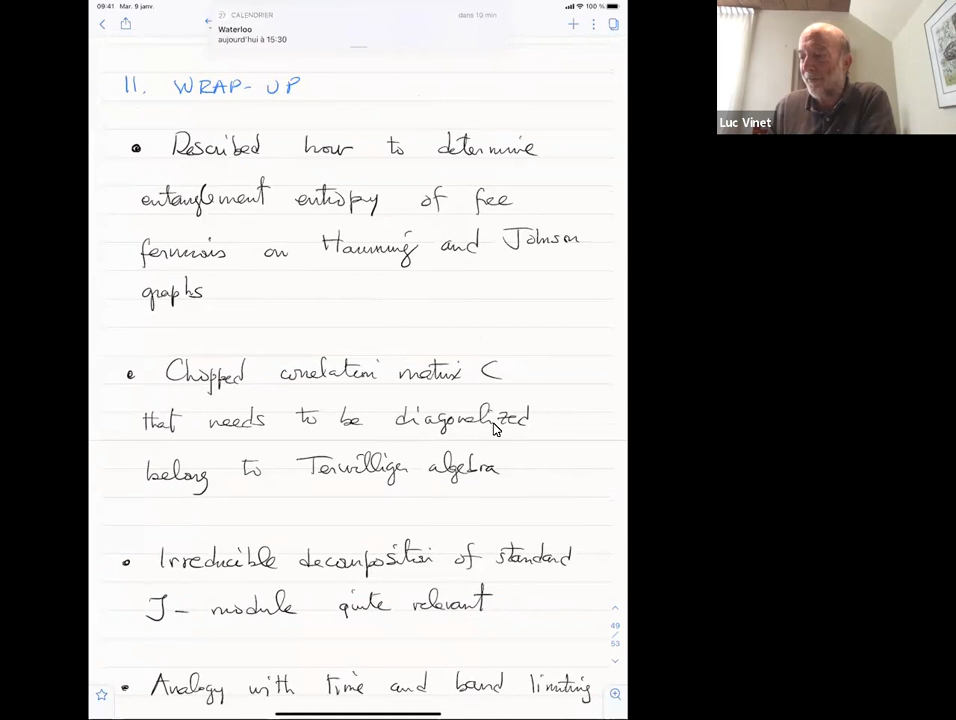 09:41 Mar. 9 janv.
100 %
CALENDRIER
dans 10 min
Waterloo
aujourd'hui à 15:30
11. WRAP-UP
• Described how to determine
entanglement entropy of free
fermions on Hamming and Johnson
graphs
• Chopped correlation matrix C
that needs to be diagonalized
belong to Terwilliger algebra
• Irreducible decomposition of standard
J - module quite relevant
49
/
53
• Analogy with time and band limiting
Luc Vinet